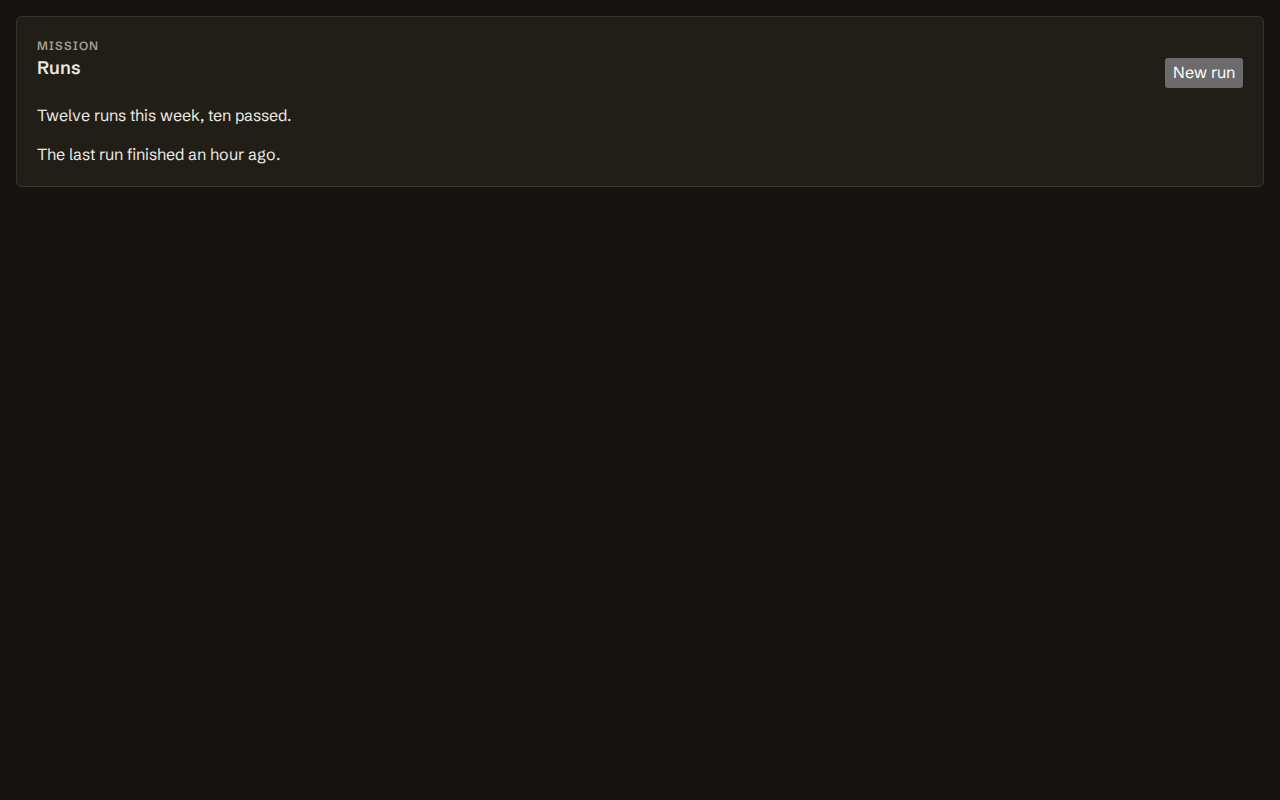 MISSION
Runs
New run
Twelve runs this week, ten passed.
The last run finished an hour ago.